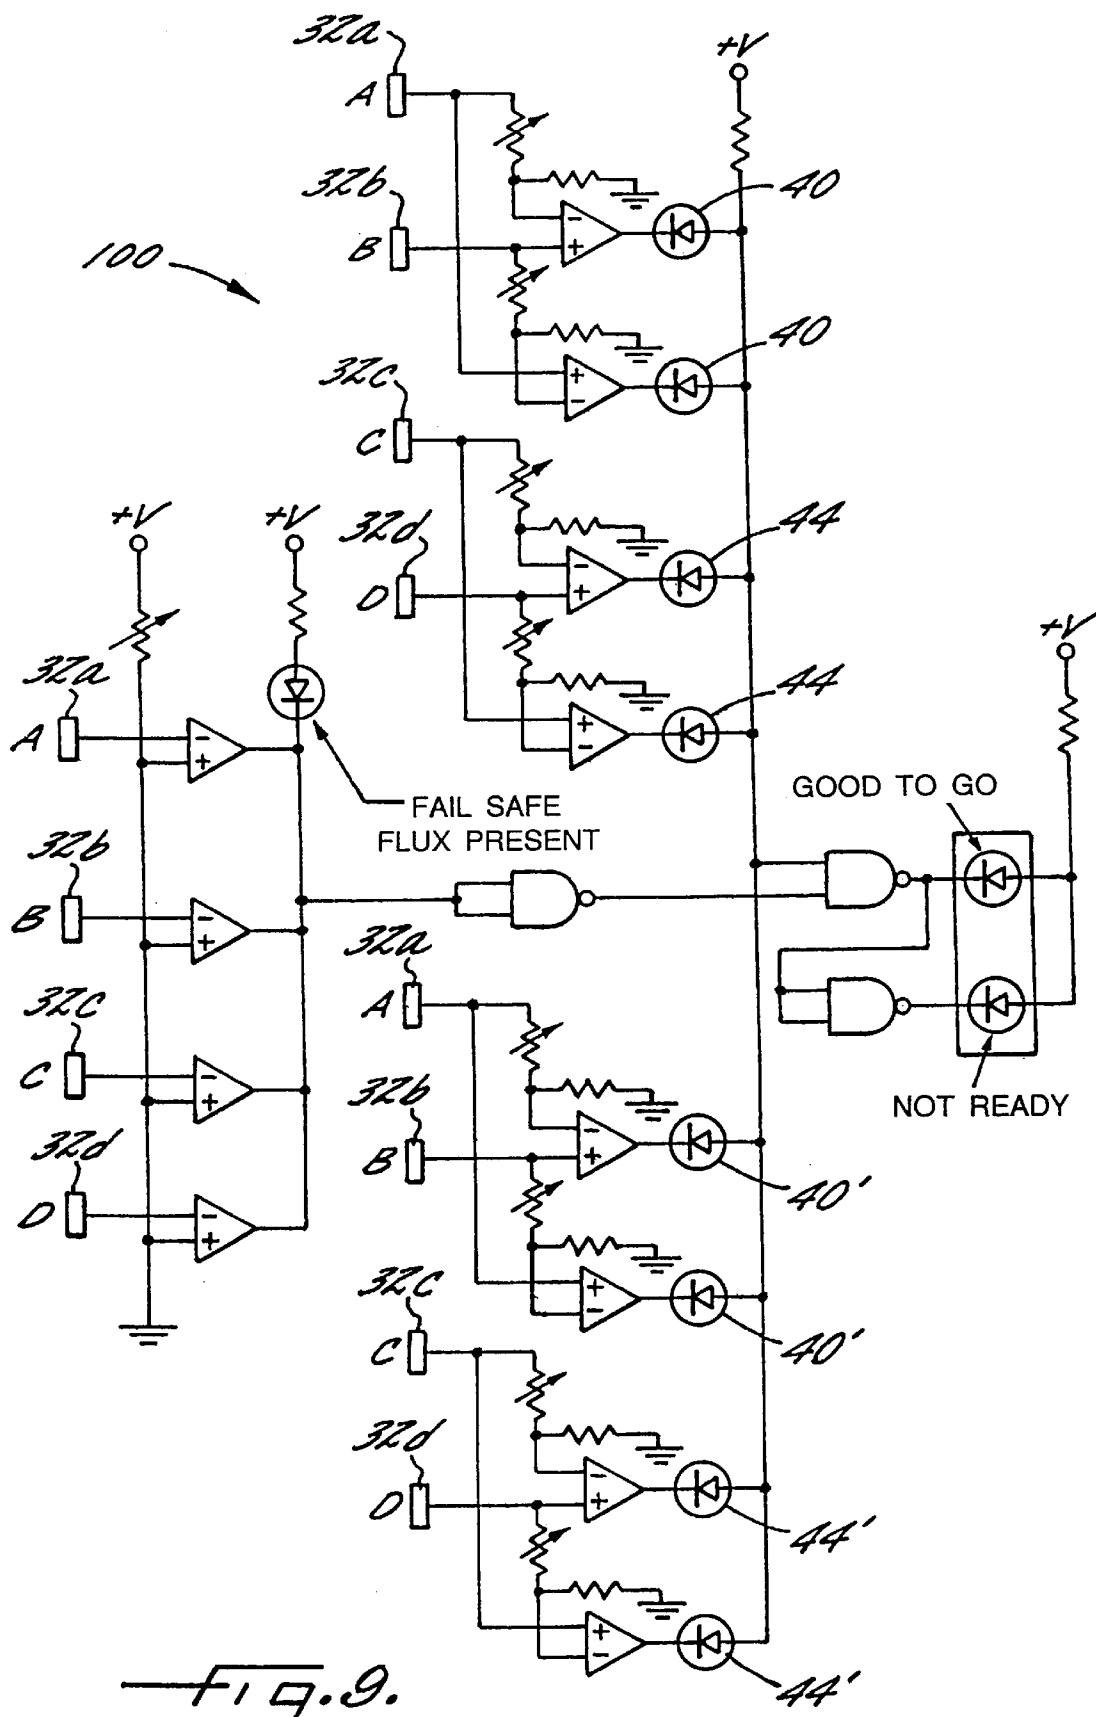 32a
A
+V
32b
B
40
100
40
32c
C
+V
+V
32d
D
44
+V
32a
A
44
GOOD TO GO
FAIL SAFE
FLUX PRESENT
32b
B
32a
A
32c
C
NOT READY
32b
B
40'
32d
D
32c
C
40'
32d
D
44'
44'
Fig. 9.
- +
- +
+ -
- +
+ -
- +
- +
- +
- +
+ -
- +
+ -